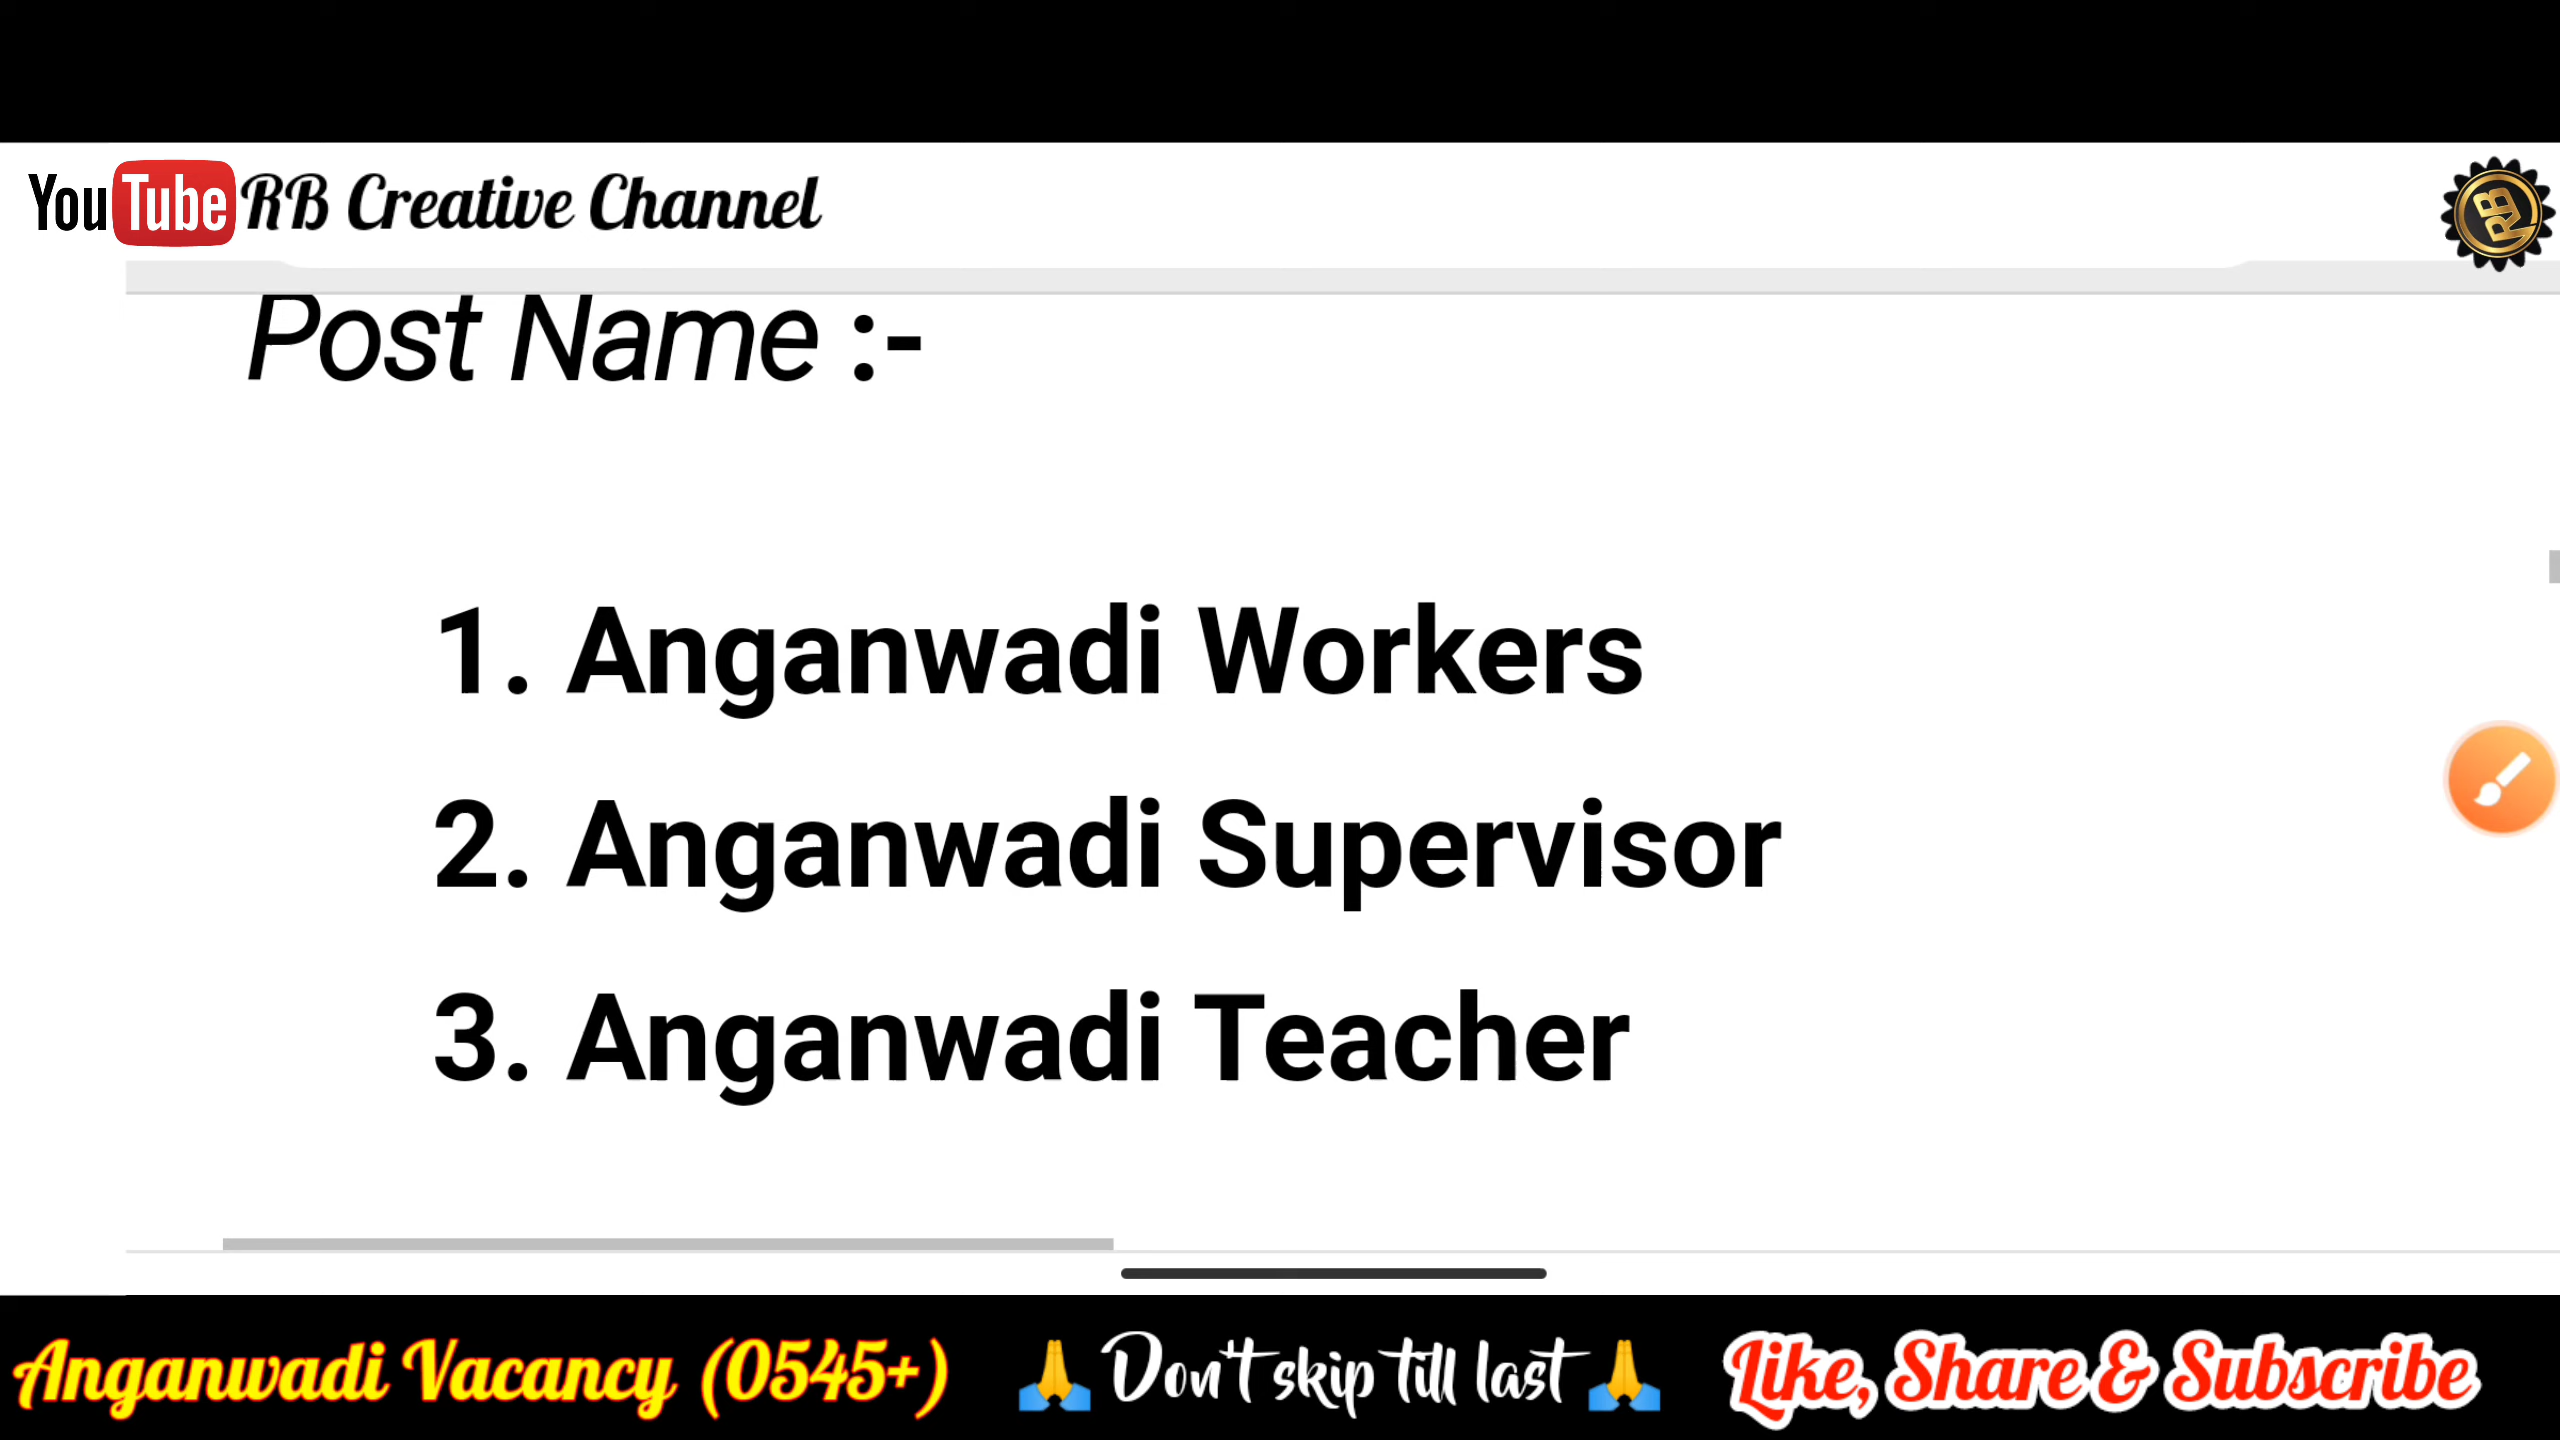 YouTube RB Creative Channel
RB
Post Name :-
1. Anganwadi Workers
2. Anganwadi Supervisor
3. Anganwadi Teacher
Anganwadi Vacancy (0545+) 🙏Don't skip till last🙏 Like, Share & Subscribe